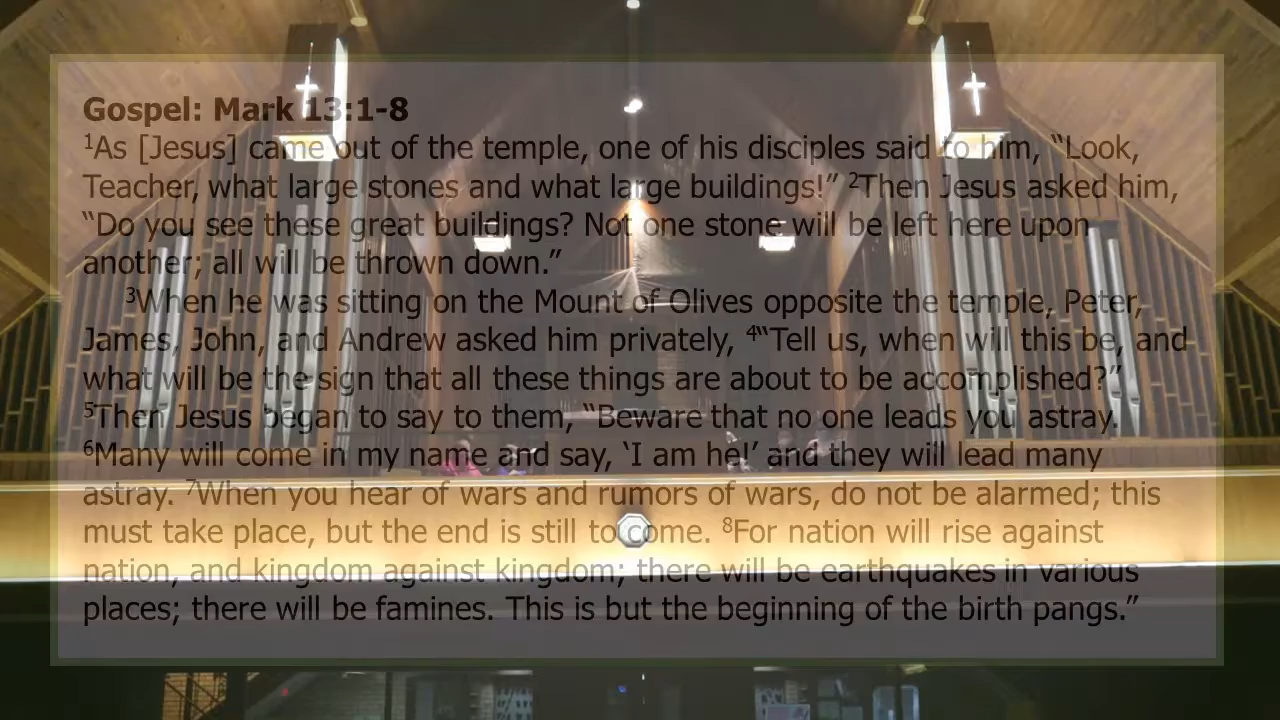 Gospel: Mark 13:1-8
¹As [Jesus] came out of the temple, one of his disciples said to him, “Look,
Teacher, what large stones and what large buildings!” ²Then Jesus asked him,
“Do you see these great buildings? Not one stone will be left here upon
another; all will be thrown down.”
³When he was sitting on the Mount of Olives opposite the temple, Peter,
James, John, and Andrew asked him privately, ⁴“Tell us, when will this be, and
what will be the sign that all these things are about to be accomplished?”
⁵Then Jesus began to say to them, “Beware that no one leads you astray.
⁶Many will come in my name and say, ‘I am he!’ and they will lead many
astray. ⁷When you hear of wars and rumors of wars, do not be alarmed; this
must take place, but the end is still to come. ⁸For nation will rise against
nation, and kingdom against kingdom; there will be earthquakes in various
places; there will be famines. This is but the beginning of the birth pangs.”